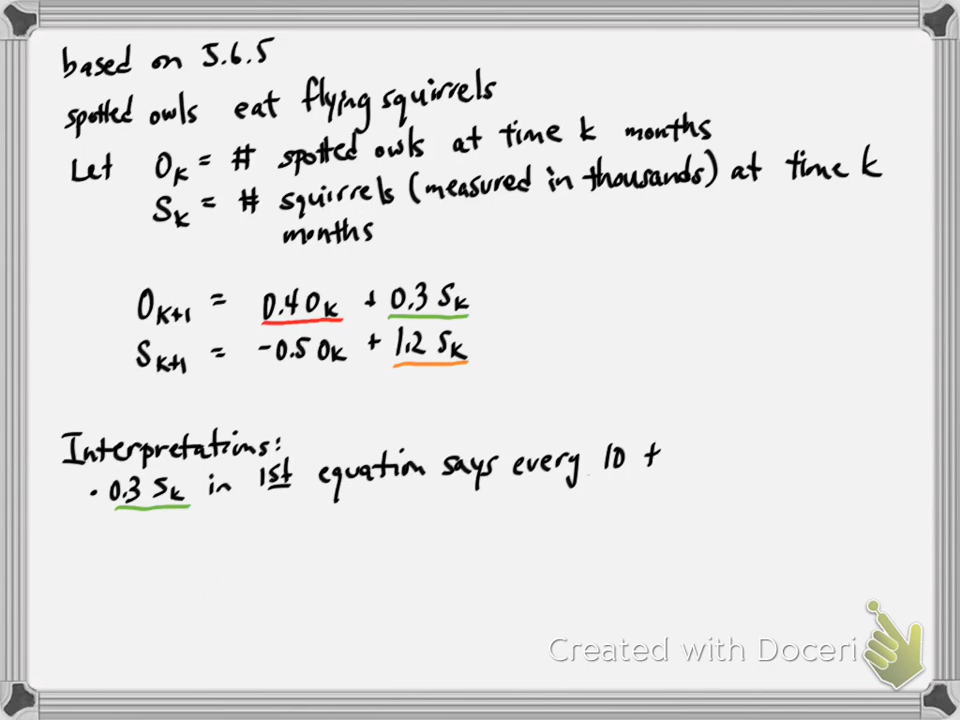 based on 5.6.5
spotted owls eat flying squirrels
Let O_K = # spotted owls at time k months
S_K = # squirrels (measured in thousands) at time k
months
O_K+1 = 0.4 O_K + 0.3 S_K
S_K+1 = -0.5 O_K + 1.2 S_K
Interpretations:
• 0.3 S_K in 1st equation says every 10 t
Created with Doceri